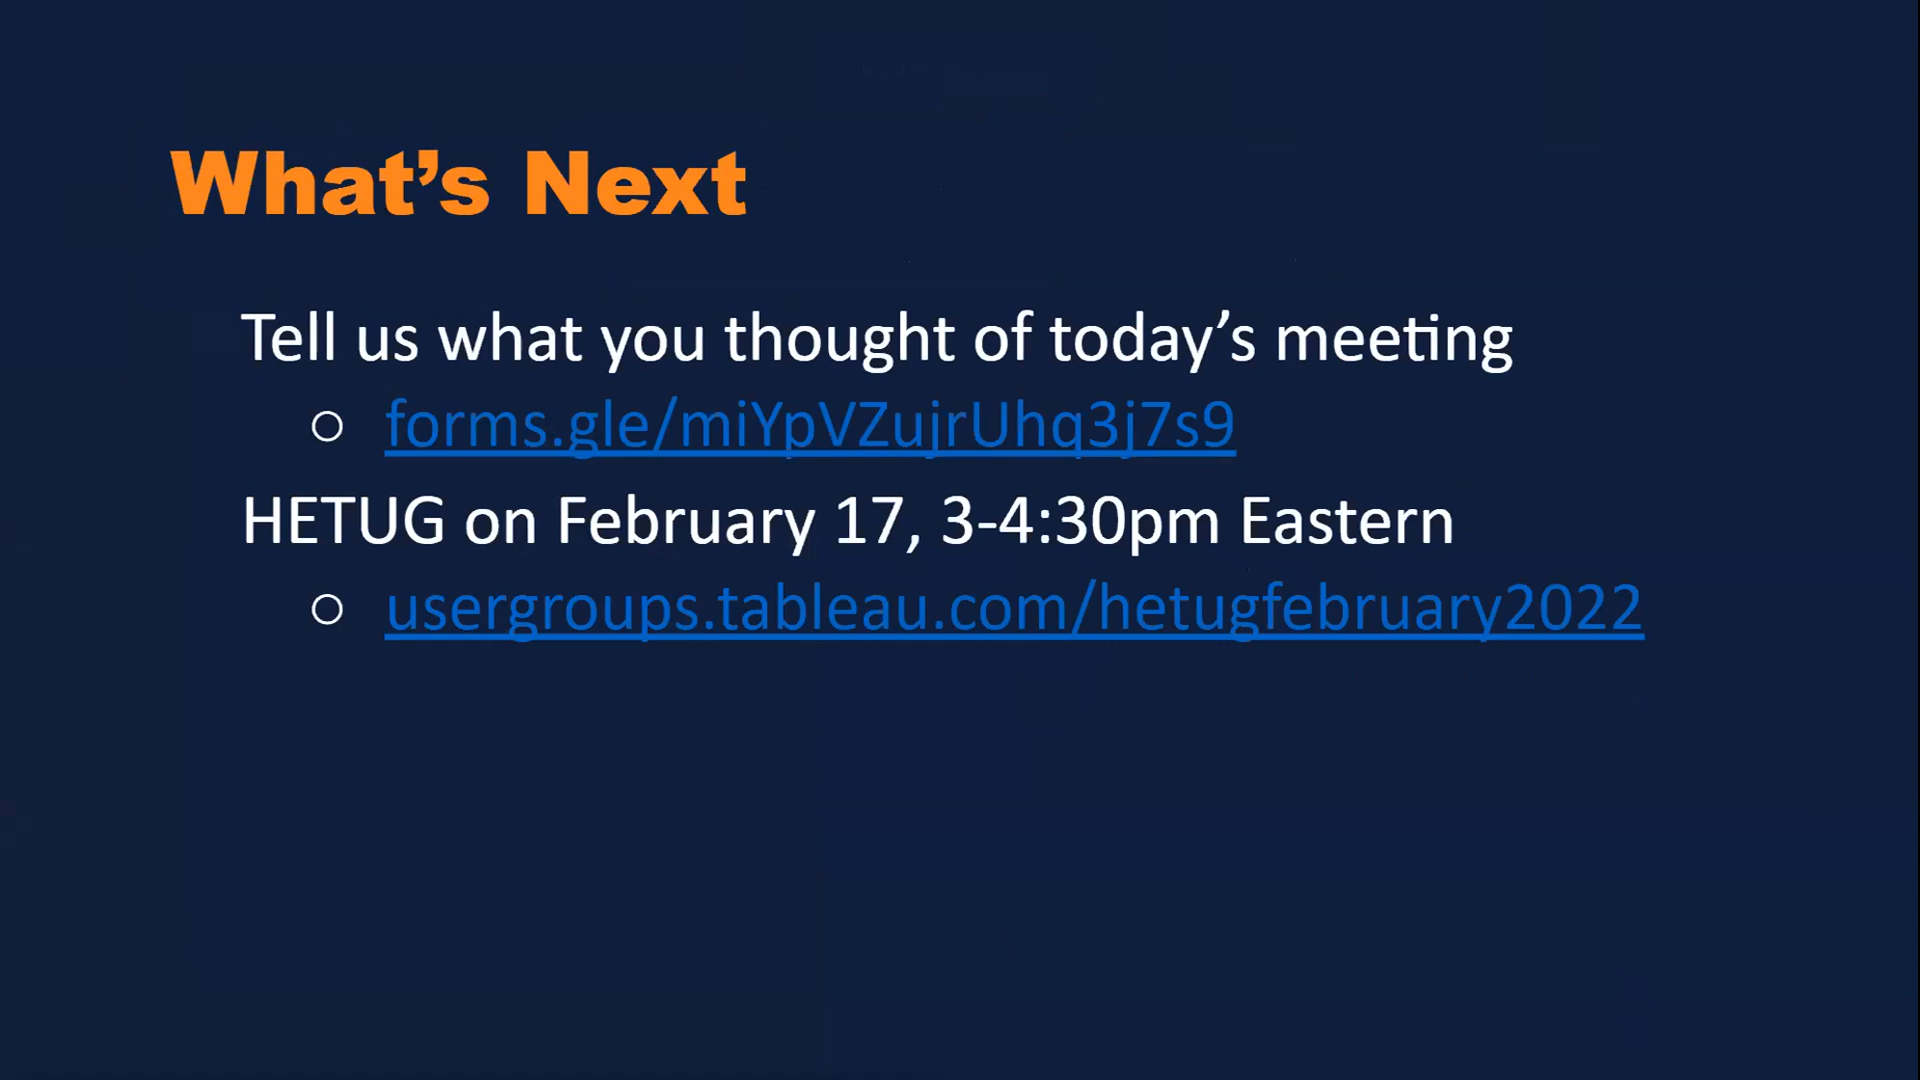 What’s Next
Tell us what you thought of today’s meeting
○ forms.gle/miYpVZujrUhq3j7s9
HETUG on February 17, 3-4:30pm Eastern
○ usergroups.tableau.com/hetugfebruary2022